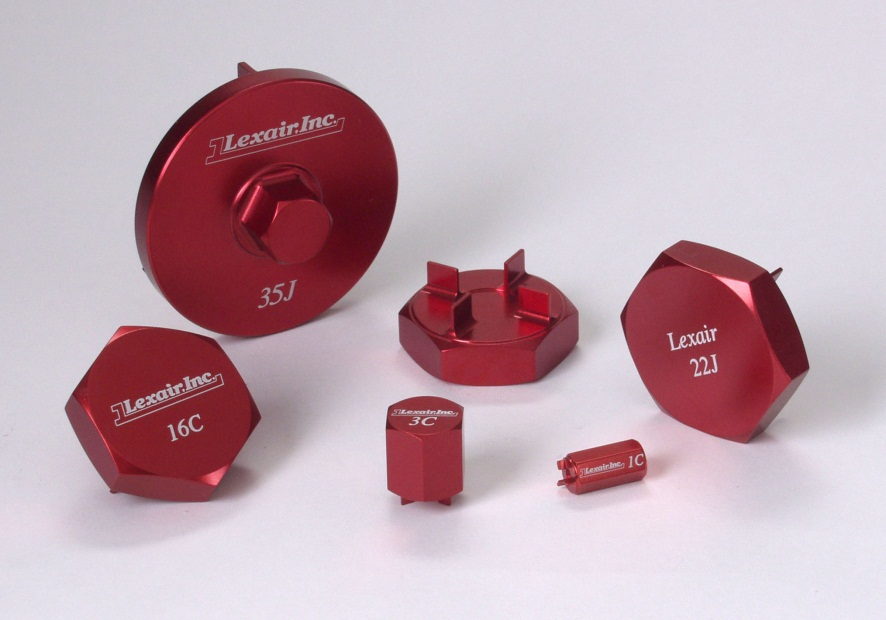 Lexair, Inc.
35J
Lexair, Inc.
16C
Lexair, Inc.
3C
Lexair, Inc. 1C
Lexair
22J